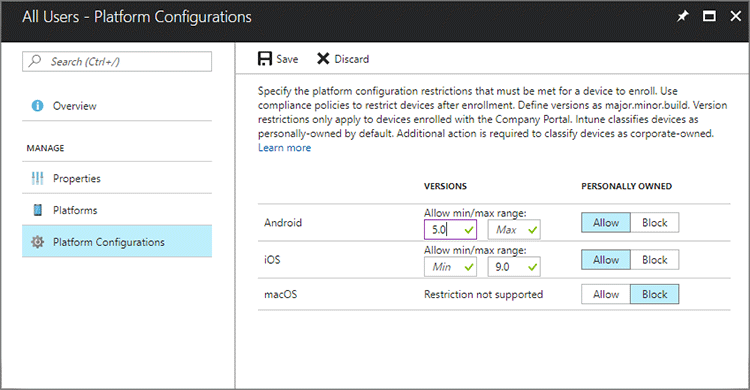 All Users - Platform Configurations
Search (Ctrl+/)
Overview
MANAGE
Properties
Platforms
Platform Configurations
Save Discard
Specify the platform configuration restrictions that must be met for a device to enroll. Use
compliance policies to restrict devices after enrollment. Define versions as major.minor.build. Version
restrictions only apply to devices enrolled with the Company Portal. Intune classifies devices as
personally-owned by default. Additional action is required to classify devices as corporate-owned.
Learn more
VERSIONS PERSONALLY OWNED
Allow min/max range:
Android 5.0 Max Allow Block
Allow min/max range:
iOS Min 9.0 Allow Block
macOS Restriction not supported Allow Block